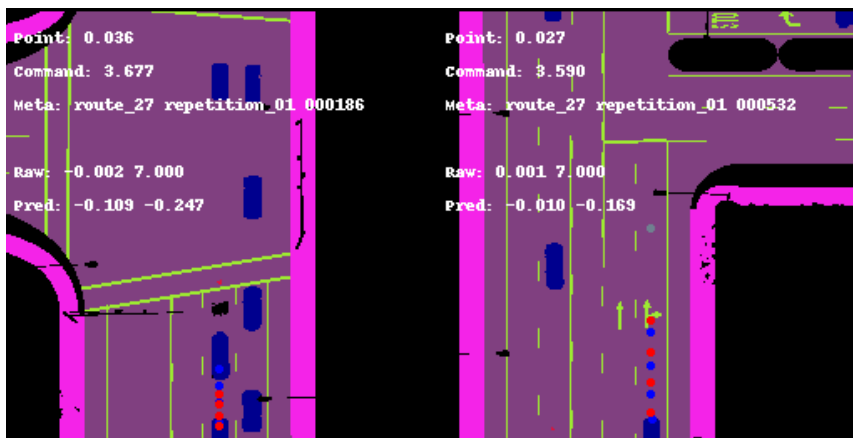 Point: 0.036
Command: 3.677
Meta: route_27 repetition_01 000186
Raw: -0.002 7.000
Pred: -0.109 -0.247
Point: 0.027
Command: 3.590
Meta: route_27 repetition_01 000532
Raw: 0.001 7.000
Pred: -0.010 -0.169